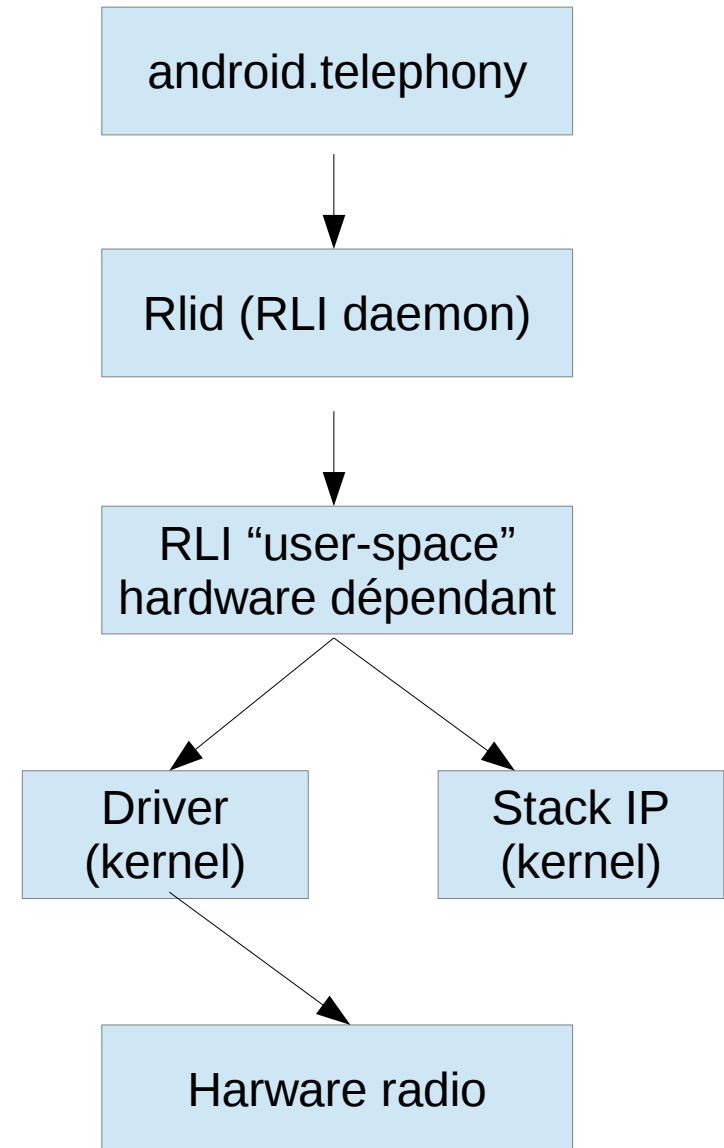 android.telephony
Rlid (RLI daemon)
RLI “user-space”
hardware dépendant
Driver
(kernel)
Stack IP
(kernel)
Harware radio